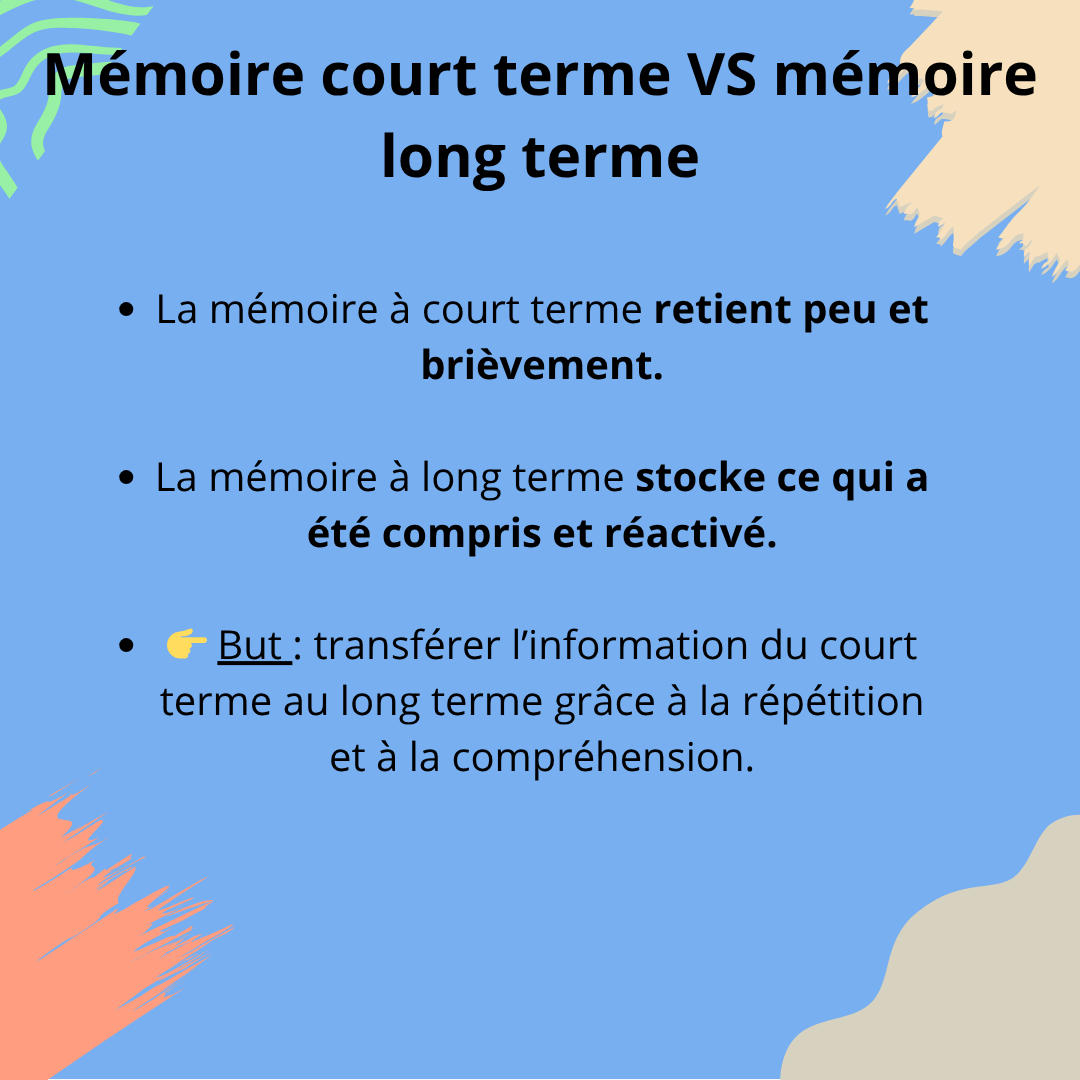 Mémoire court terme VS mémoire
long terme
• La mémoire à court terme retient peu et
brièvement.
• La mémoire à long terme stocke ce qui a
été compris et réactivé.
• 👉 But : transférer l’information du court
terme au long terme grâce à la répétition
et à la compréhension.